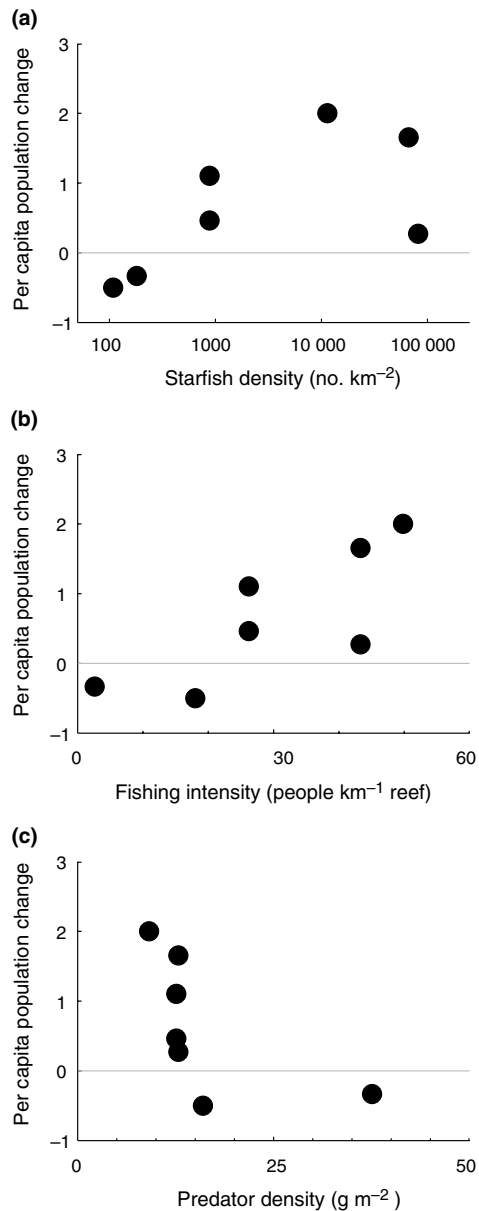 (a)
Per capita population change
3
2
1
0
–1
100 1000 10 000 100 000
Starfish density (no. km–2)
(b)
Per capita population change
3
2
1
0
–1
0 30 60
Fishing intensity (people km–1 reef)
(c)
Per capita population change
3
2
1
0
–1
0 25 50
Predator density (g m–2 )